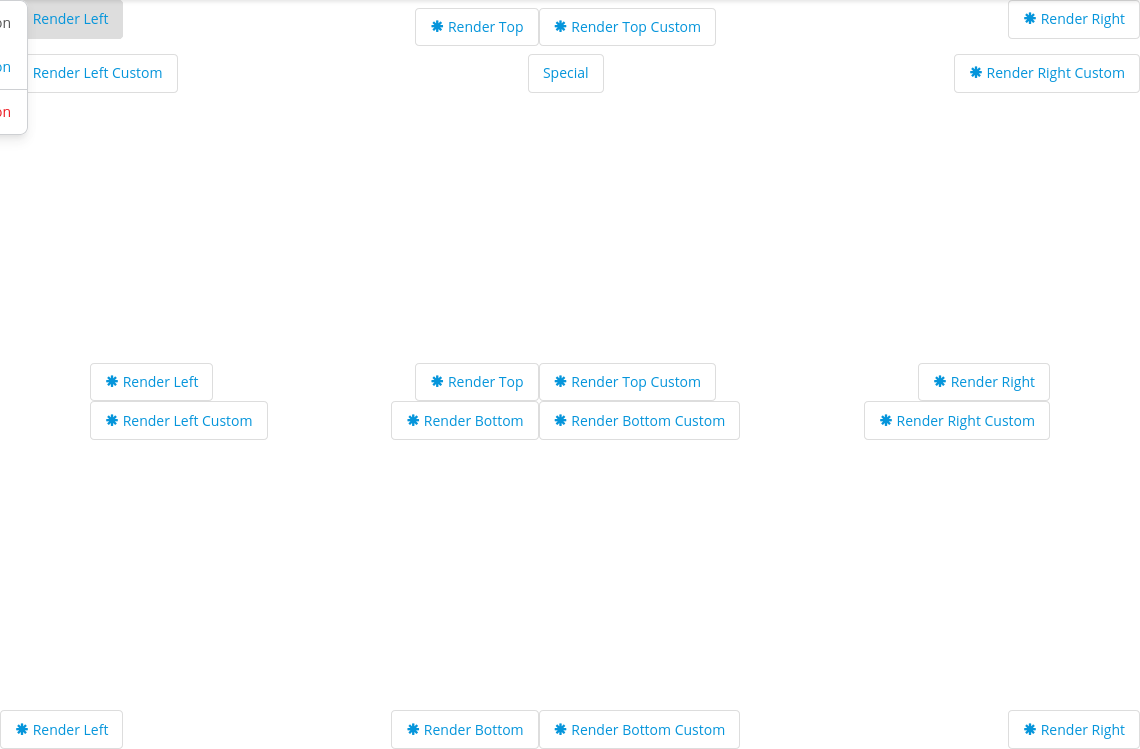 Render Left
Render Top
Render Top Custom
Render Right
on
on
on
Render Left Custom
Special
Render Right Custom
Render Left
Render Top
Render Top Custom
Render Right
Render Left Custom
Render Bottom
Render Bottom Custom
Render Right Custom
Render Left
Render Bottom
Render Bottom Custom
Render Right